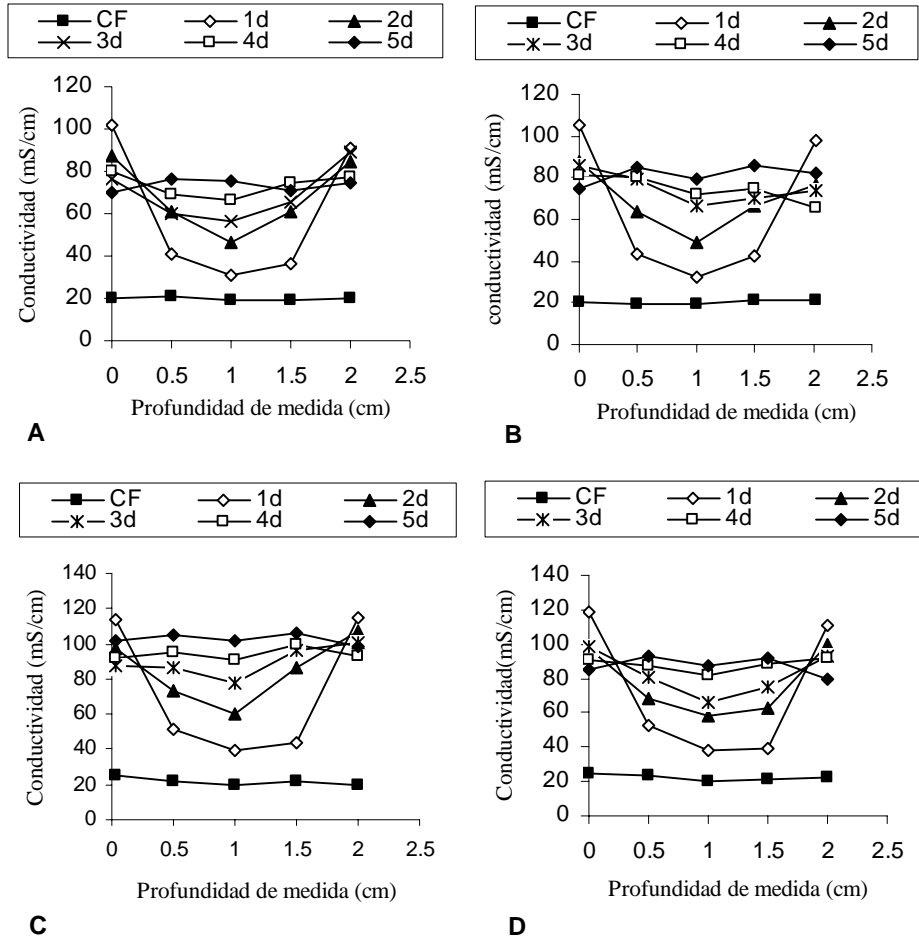 CF 1d 2d
3d 4d 5d
Conductividad (mS/cm)
120
100
80
60
40
20
0
0 0.5 1 1.5 2 2.5
Profundidad de medida (cm)
A
CF 1d 2d
3d 4d 5d
conductividad (mS/cm)
120
100
80
60
40
20
0
0 0.5 1 1.5 2 2.5
Profundidad de medida (cm)
B
CF 1d 2d
3d 4d 5d
Conductividad (mS/cm)
140
120
100
80
60
40
20
0
0 0.5 1 1.5 2 2.5
Profundidad de medida (cm)
C
CF 1d 2d
3d 4d 5d
Conductividad(mS/cm)
140
120
100
80
60
40
20
0
0 0.5 1 1.5 2 2.5
Profundidad de medida (cm)
D